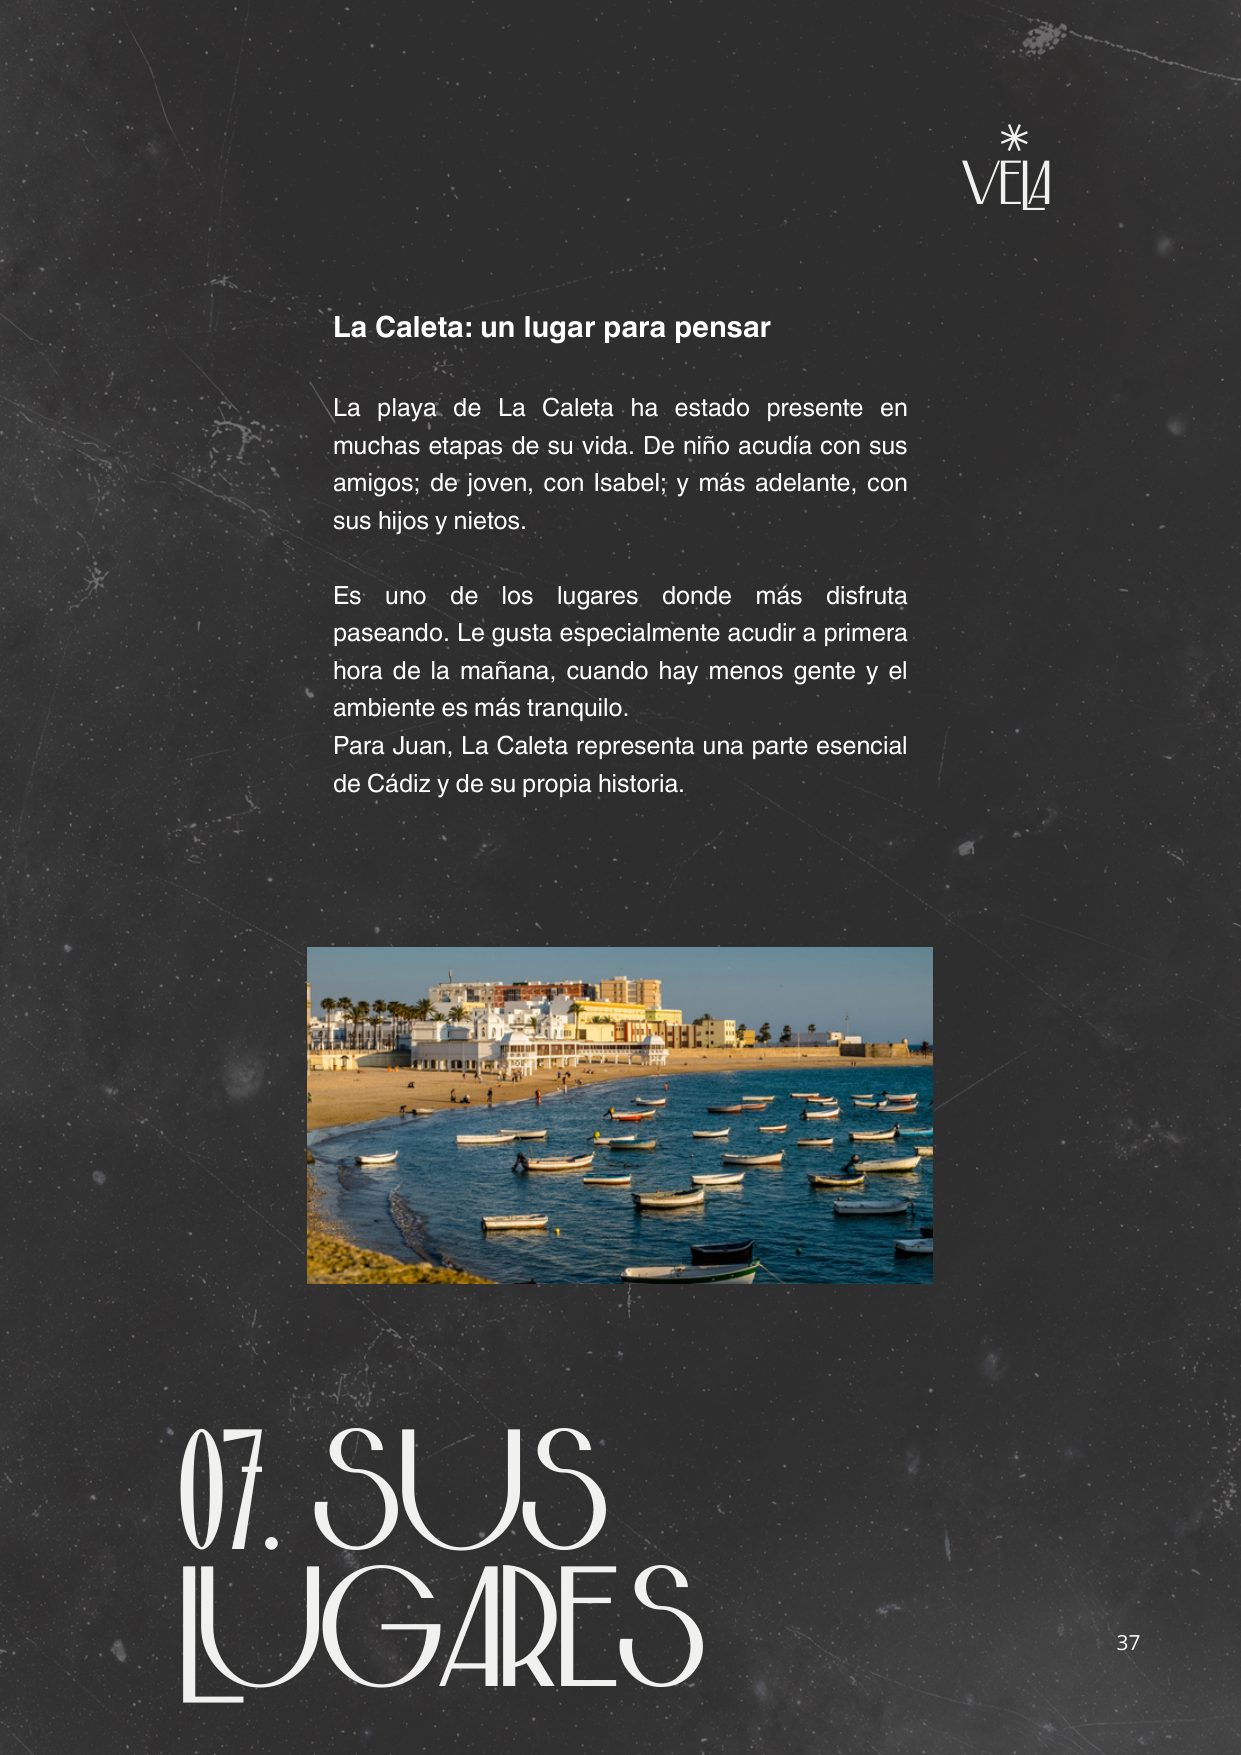 VELA
La Caleta: un lugar para pensar
La playa de La Caleta ha estado presente en
muchas etapas de su vida. De niño acudía con sus
amigos; de joven, con Isabel; y más adelante, con
sus hijos y nietos.
Es uno de los lugares donde más disfruta
paseando. Le gusta especialmente acudir a primera
hora de la mañana, cuando hay menos gente y el
ambiente es más tranquilo.
Para Juan, La Caleta representa una parte esencial
de Cádiz y de su propia historia.
07. SUS
LUGARES
37